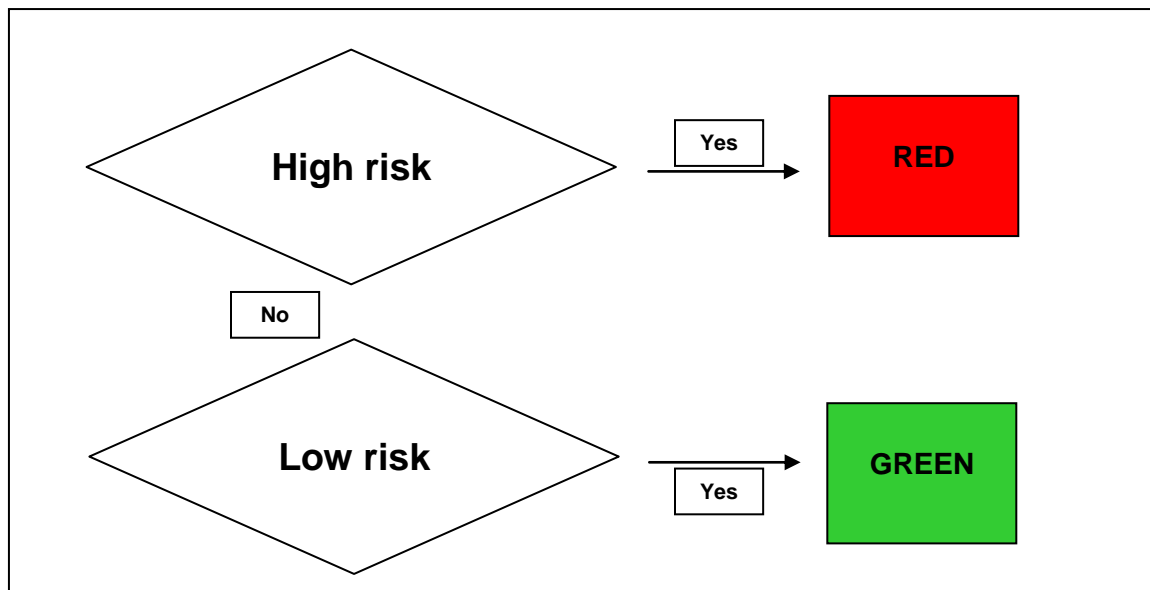 High risk
Yes
RED
No
Low risk
Yes
GREEN